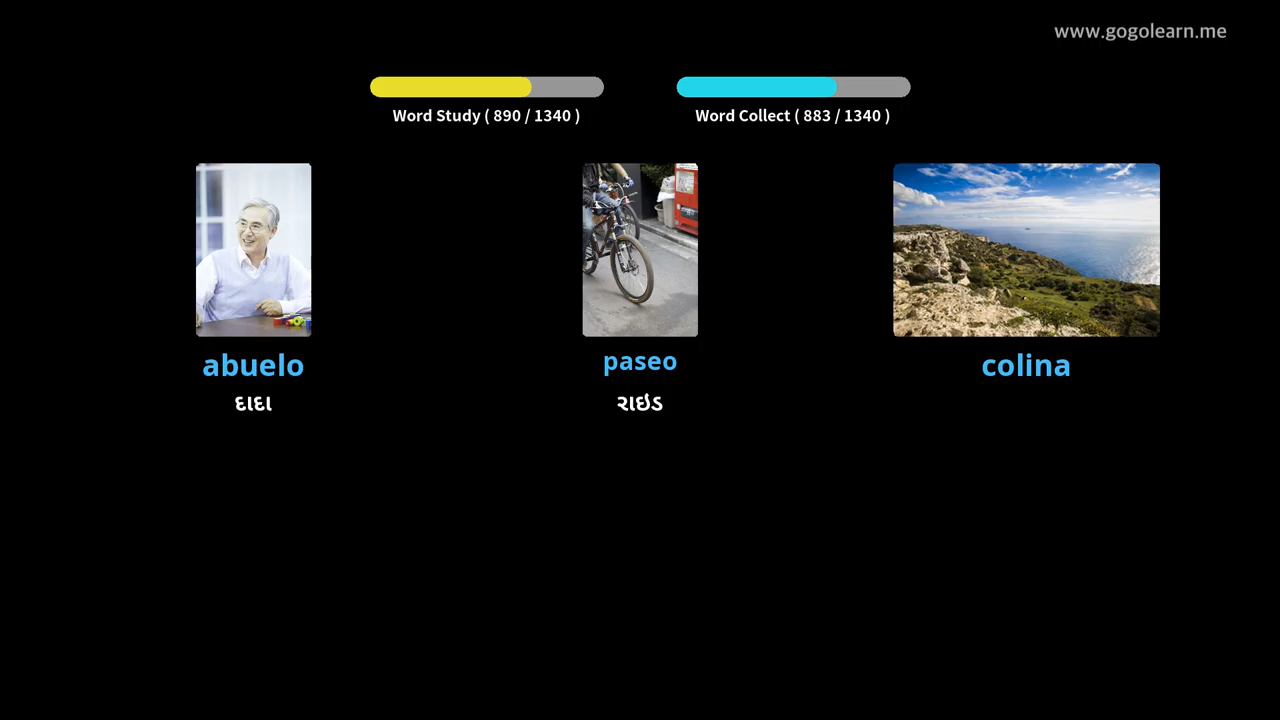 www.gogolearn.me
Word Study ( 890 / 1340 )
Word Collect ( 883 / 1340 )
abuelo
paseo
colina
દાદા
રાઇડ